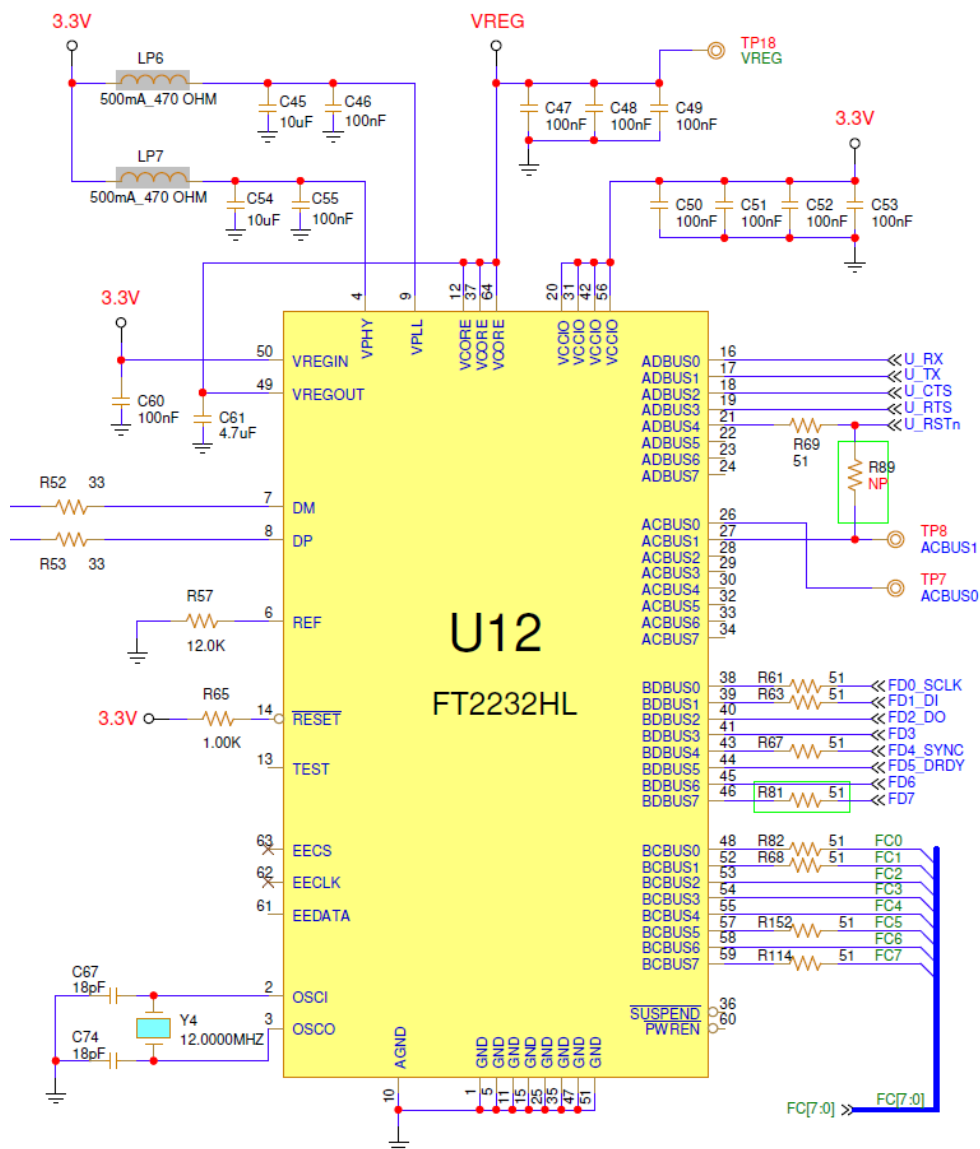 3.3V
VREG
LP6
500mA_470 OHM
C45
10uF
C46
100nF
TP18
VREG
C47
100nF
C48
100nF
C49
100nF
3.3V
LP7
500mA_470 OHM
C54
10uF
C55
100nF
C50
100nF
C51
100nF
C52
100nF
C53
100nF
3.3V
4
9
12
37
64
20
31
42
56
VPHY
VPLL
VCORE
VCORE
VCORE
VCCIO
VCCIO
VCCIO
VCCIO
50
VREGIN
49
VREGOUT
C60
100nF
C61
4.7uF
ADBUS0 16 U_RX
ADBUS1 17 U_TX
ADBUS2 18 U_CTS
ADBUS3 19 U_RTS
ADBUS4 21 U_RSTn
ADBUS5 22
ADBUS6 23
ADBUS7 24
R69
51
R89
NP
R52 33
7 DM
8 DP
R53 33
ACBUS0 26
ACBUS1 27
ACBUS2 28
ACBUS3 29
ACBUS4 30
ACBUS5 32
ACBUS6 33
ACBUS7 34
TP8
ACBUS1
TP7
ACBUS0
R57
12.0K
6 REF
U12
FT2232HL
R65
3.3V
1.00K
14 RESET
13 TEST
BDBUS0 38 R61 51 FD0_SCLK
BDBUS1 39 R63 51 FD1_DI
BDBUS2 40 FD2_DO
BDBUS3 41 FD3
BDBUS4 43 R67 51 FD4_SYNC
BDBUS5 44 FD5_DRDY
BDBUS6 45 FD6
BDBUS7 46 R81 51 FD7
63 EECS
62 EECLK
61 EEDATA
BCBUS0 48 R82 51 FC0
BCBUS1 52 R68 51 FC1
BCBUS2 53 FC2
BCBUS3 54 FC3
BCBUS4 55 FC4
BCBUS5 57 R152 51 FC5
BCBUS6 58 FC6
BCBUS7 59 R114 51 FC7
C67
18pF
2 OSCI
3 OSCO
Y4
12.0000MHZ
C74
18pF
SUSPEND 36
PWREN 60
AGND
GND
GND
GND
GND
GND
GND
GND
GND
10
1
5
11
15
25
35
47
51
FC[7:0]
FC[7:0]